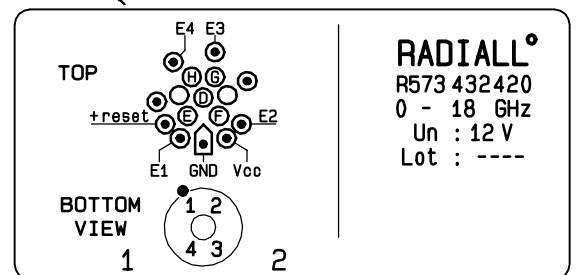 E4 E3
TOP
H G
D
+reset E F E2
E1 GND Vcc
BOTTOM
VIEW
1 2
4 3
1 2
RADIALL°
R573 432420
0 - 18 GHz
Un : 12 V
Lot : ----